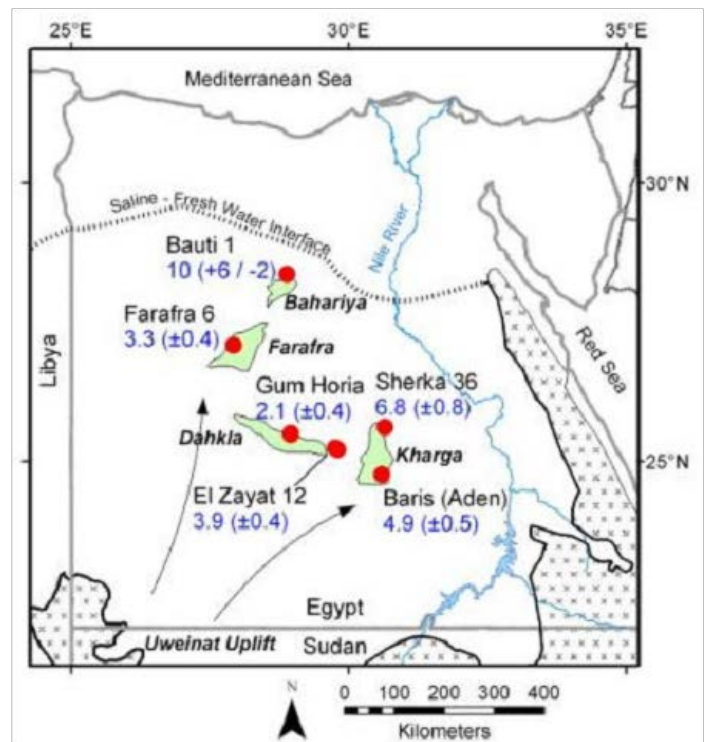 25°E
30°E
35°E
Mediterranean Sea
30°N
Saline - Fresh Water Interface
Nile River
Bauti 1
10 (+6 / -2)
Bahariya
Farafra 6
3.3 (±0.4)
Farafra
Red Sea
Libya
Gum Horia
2.1 (±0.4)
Sherka 36
6.8 (±0.8)
Dahkla
Kharga
25°N
El Zayat 12
3.9 (±0.4)
Baris (Aden)
4.9 (±0.5)
Egypt
Uweinat Uplift
Sudan
N
0 100 200 300 400
Kilometers